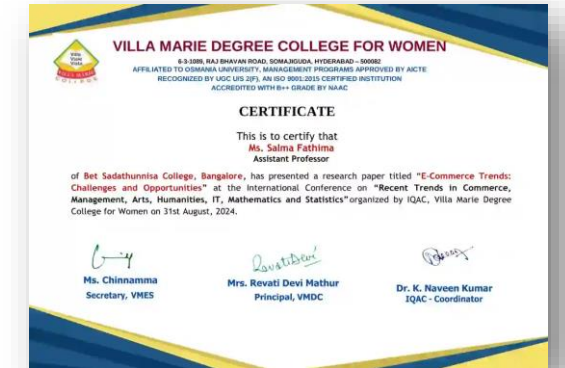 VILLA MARIE DEGREE COLLEGE FOR WOMEN
6-3-1089, RAJ BHAVAN ROAD, SOMAJIGUDA, HYDERABAD – 500082
AFFILIATED TO OSMANIA UNIVERSITY, MANAGEMENT PROGRAMS APPROVED BY AICTE
RECOGNIZED BY UGC U/S 2(F), AN ISO 9001:2015 CERTIFIED INSTITUTION
ACCREDITED WITH B++ GRADE BY NAAC
VILLA MARIE
COLLEGE
CERTIFICATE
This is to certify that
Ms. Salma Fathima
Assistant Professor
of Bet Sadathunnisa College, Bangalore, has presented a research paper titled “E-Commerce Trends:
Challenges and Opportunities” at the International Conference on “Recent Trends in Commerce,
Management, Arts, Humanities, IT, Mathematics and Statistics”organized by IQAC, Villa Marie Degree
College for Women on 31st August, 2024.
RevatiDevi
Ms. Chinnamma
Secretary, VMES
Mrs. Revati Devi Mathur
Principal, VMDC
Dr. K. Naveen Kumar
IQAC - Coordinator